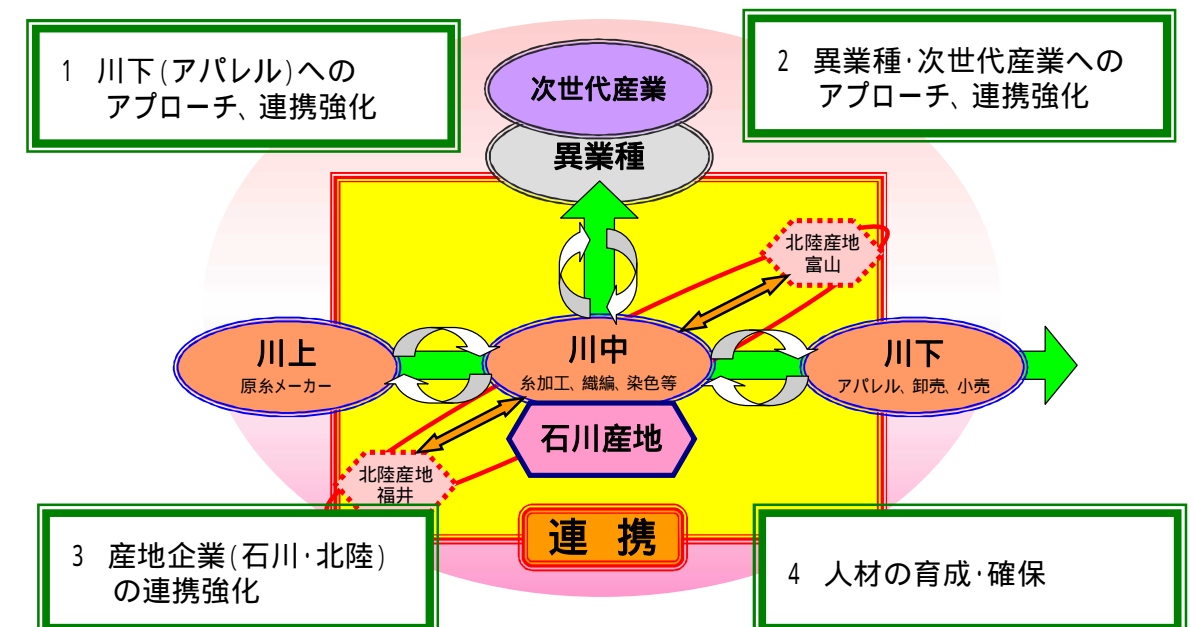 1 川下(アパレル)への
アプローチ、連携強化
2 異業種・次世代産業への
アプローチ、連携強化
次世代産業
異業種
北陸産地
富山
川上
原糸メーカー
川中
糸加工、織編、染色等
川下
アパレル、卸売、小売
石川産地
北陸産地
福井
連 携
3 産地企業(石川・北陸)
の連携強化
4 人材の育成・確保